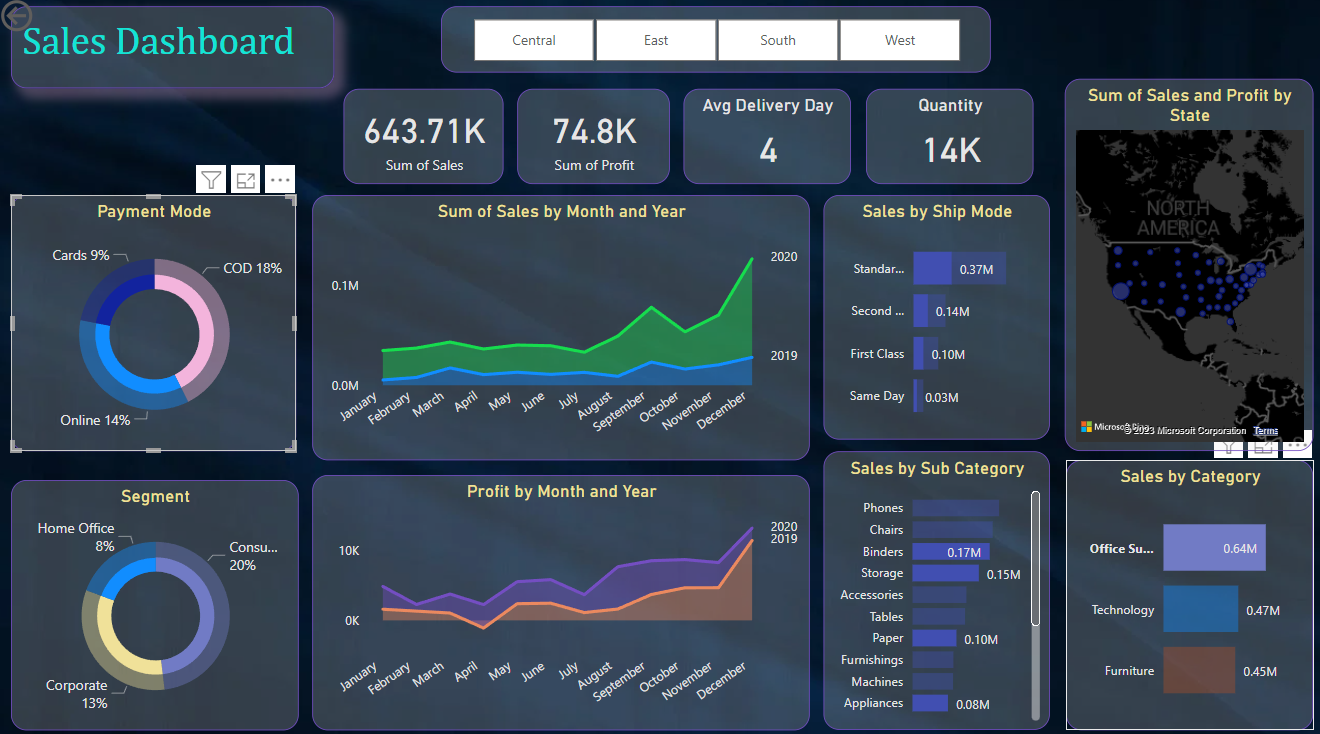 Sales Dashboard
Central
East
South
West
643.71K
Sum of Sales
74.8K
Sum of Profit
Avg Delivery Day
4
Quantity
14K
Sum of Sales and Profit by
State
NORTH
AMERICA
© 2023 Microsoft Corporation
Terms
Payment Mode
Cards 9%
COD 18%
Online 14%
Sum of Sales by Month and Year
2020
0.1M
2019
0.0M
January
February
March
April
May
June
July
August
September
October
November
December
Sales by Ship Mode
Standar...
0.37M
Second ...
0.14M
First Class
0.10M
Same Day
0.03M
Segment
Home Office
8%
Consu...
20%
Corporate
13%
Profit by Month and Year
2020
2019
10K
0K
January
February
March
April
May
June
July
August
September
October
November
December
Sales by Sub Category
Phones
Chairs
Binders
0.17M
Storage
0.15M
Accessories
Tables
Paper
0.10M
Furnishings
Machines
Appliances
0.08M
Sales by Category
Office Su...
0.64M
Technology
0.47M
Furniture
0.45M